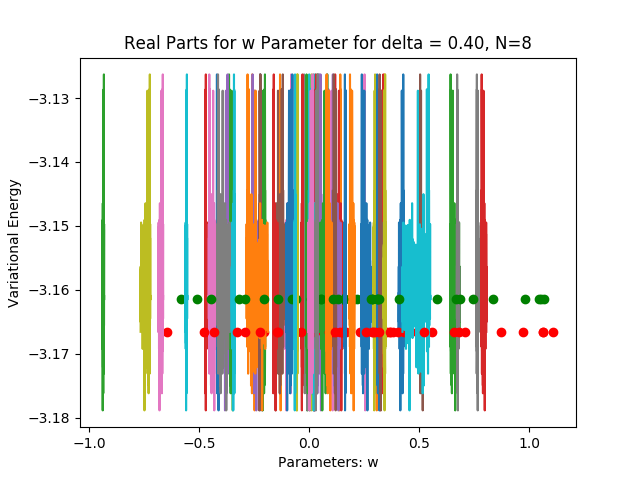 Real Parts for w Parameter for delta = 0.40, N=8
Variational Energy
−3.13
−3.14
−3.15
−3.16
−3.17
−3.18
−1.0 −0.5 0.0 0.5 1.0
Parameters: w